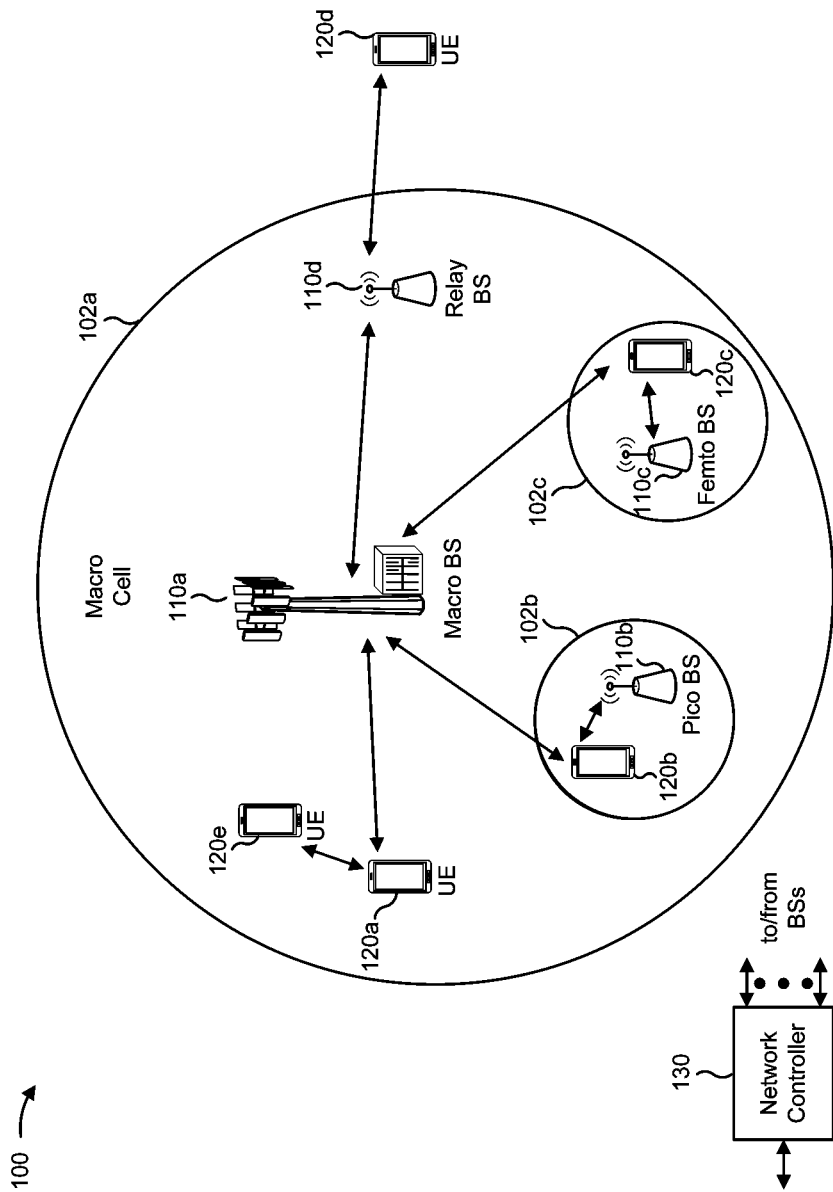 100
102a
Macro
Cell
110a
120d
UE
110d
Relay
BS
120e
UE
120a
UE
Macro BS
102b
110b
Pico BS
120b
102c
110c
Femto BS
120c
130
Network
Controller
to/from
BSs